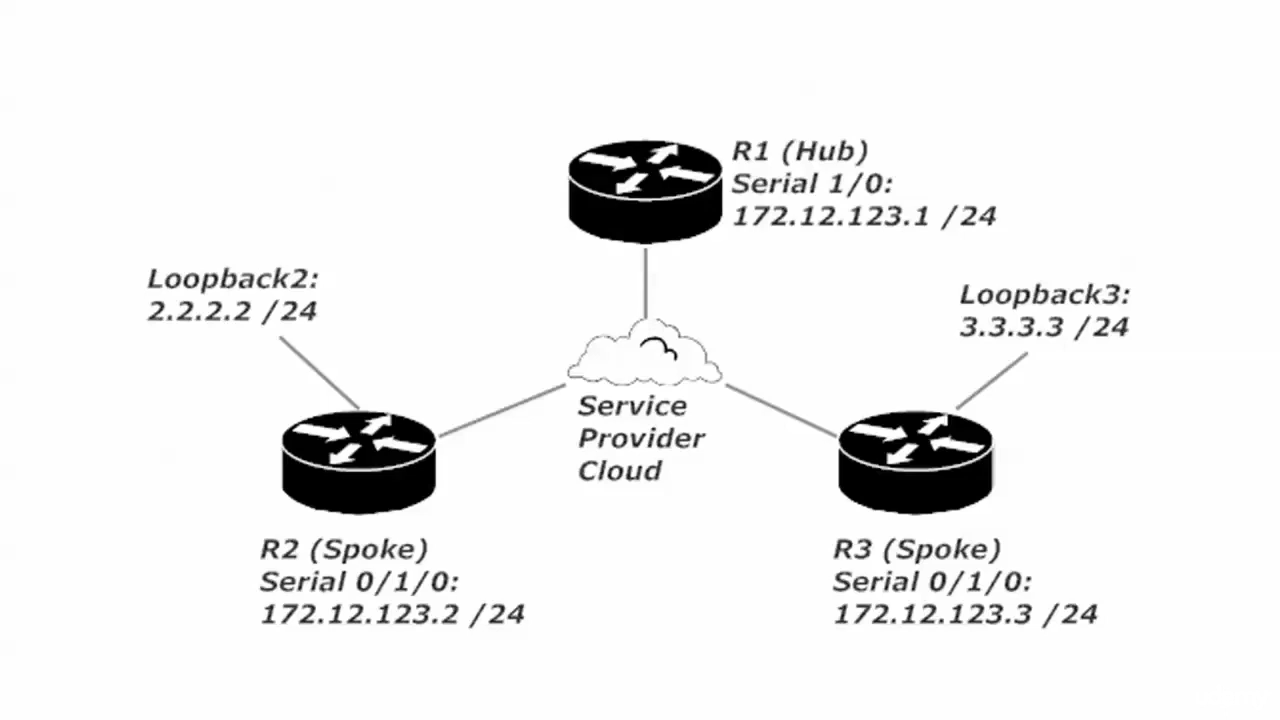 R1 (Hub)
Serial 1/0:
172.12.123.1 /24
Loopback2:
2.2.2.2 /24
Loopback3:
3.3.3.3 /24
Service
Provider
Cloud
R2 (Spoke)
Serial 0/1/0:
172.12.123.2 /24
R3 (Spoke)
Serial 0/1/0:
172.12.123.3 /24